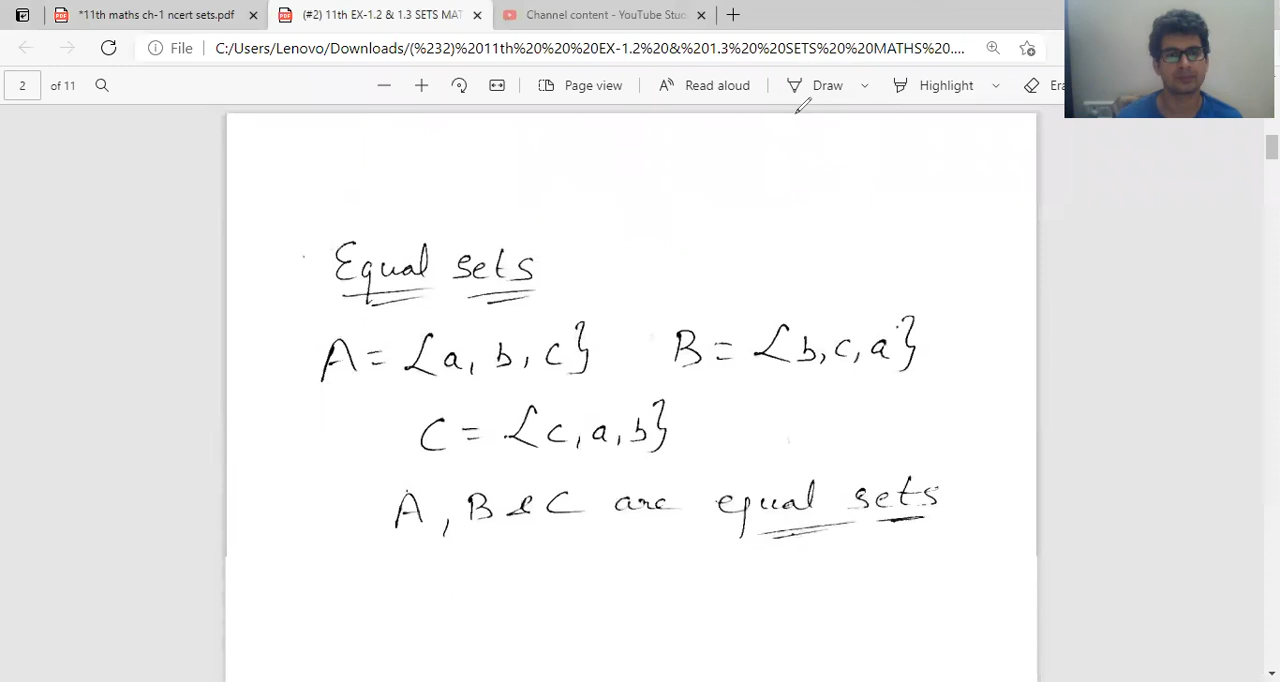 *11th maths ch-1 ncert sets.pdf
(#2) 11th EX-1.2 & 1.3 SETS MAT
Channel content - YouTube Stu
File
C:/Users/Lenovo/Downloads/(%232)%2011th%20%20%20EX-1.2%20&%201.3%20%20SETS%20%20MATHS%20....
2 of 11
Page view
Read aloud
Draw
Highlight
Era
Equal sets
A = {a, b, c} B = {b, c, a}
C = {c, a, b}
A, B & C are equal sets